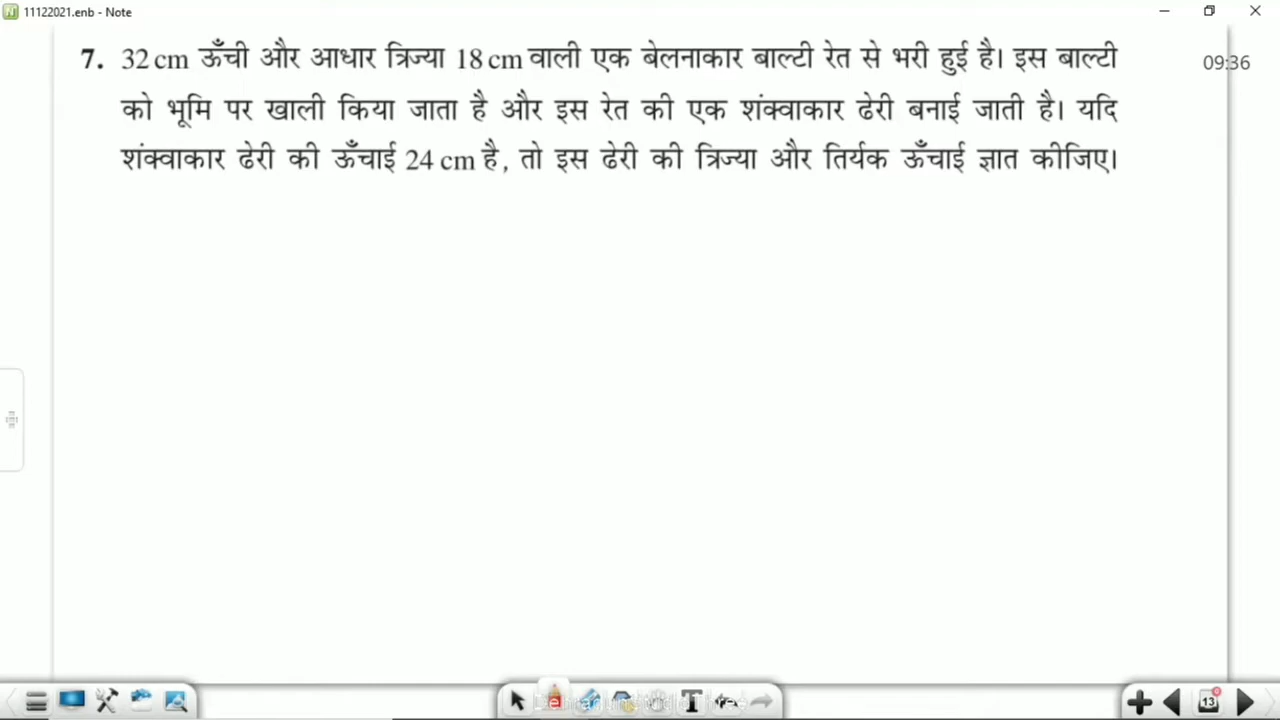 11122021.enb - Note
7. 32 cm ऊँची और आधार त्रिज्या 18 cm वाली एक बेलनाकार बाल्टी रेत से भरी हुई है। इस बाल्टी
09:36
को भूमि पर खाली किया जाता है और इस रेत की एक शंक्वाकार ढेरी बनाई जाती है। यदि
शंक्वाकार ढेरी की ऊँचाई 24 cm है, तो इस ढेरी की त्रिज्या और तिर्यक ऊँचाई ज्ञात कीजिए।
13